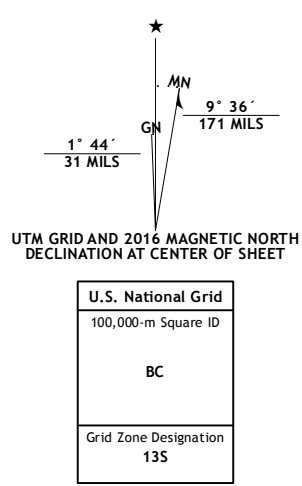 ★
MN
9° 36´
171 MILS
GN
1° 44´
31 MILS
UTM GRID AND 2016 MAGNETIC NORTH
DECLINATION AT CENTER OF SHEET
U.S. National Grid
100,000-m Square ID
BC
Grid Zone Designation
13S